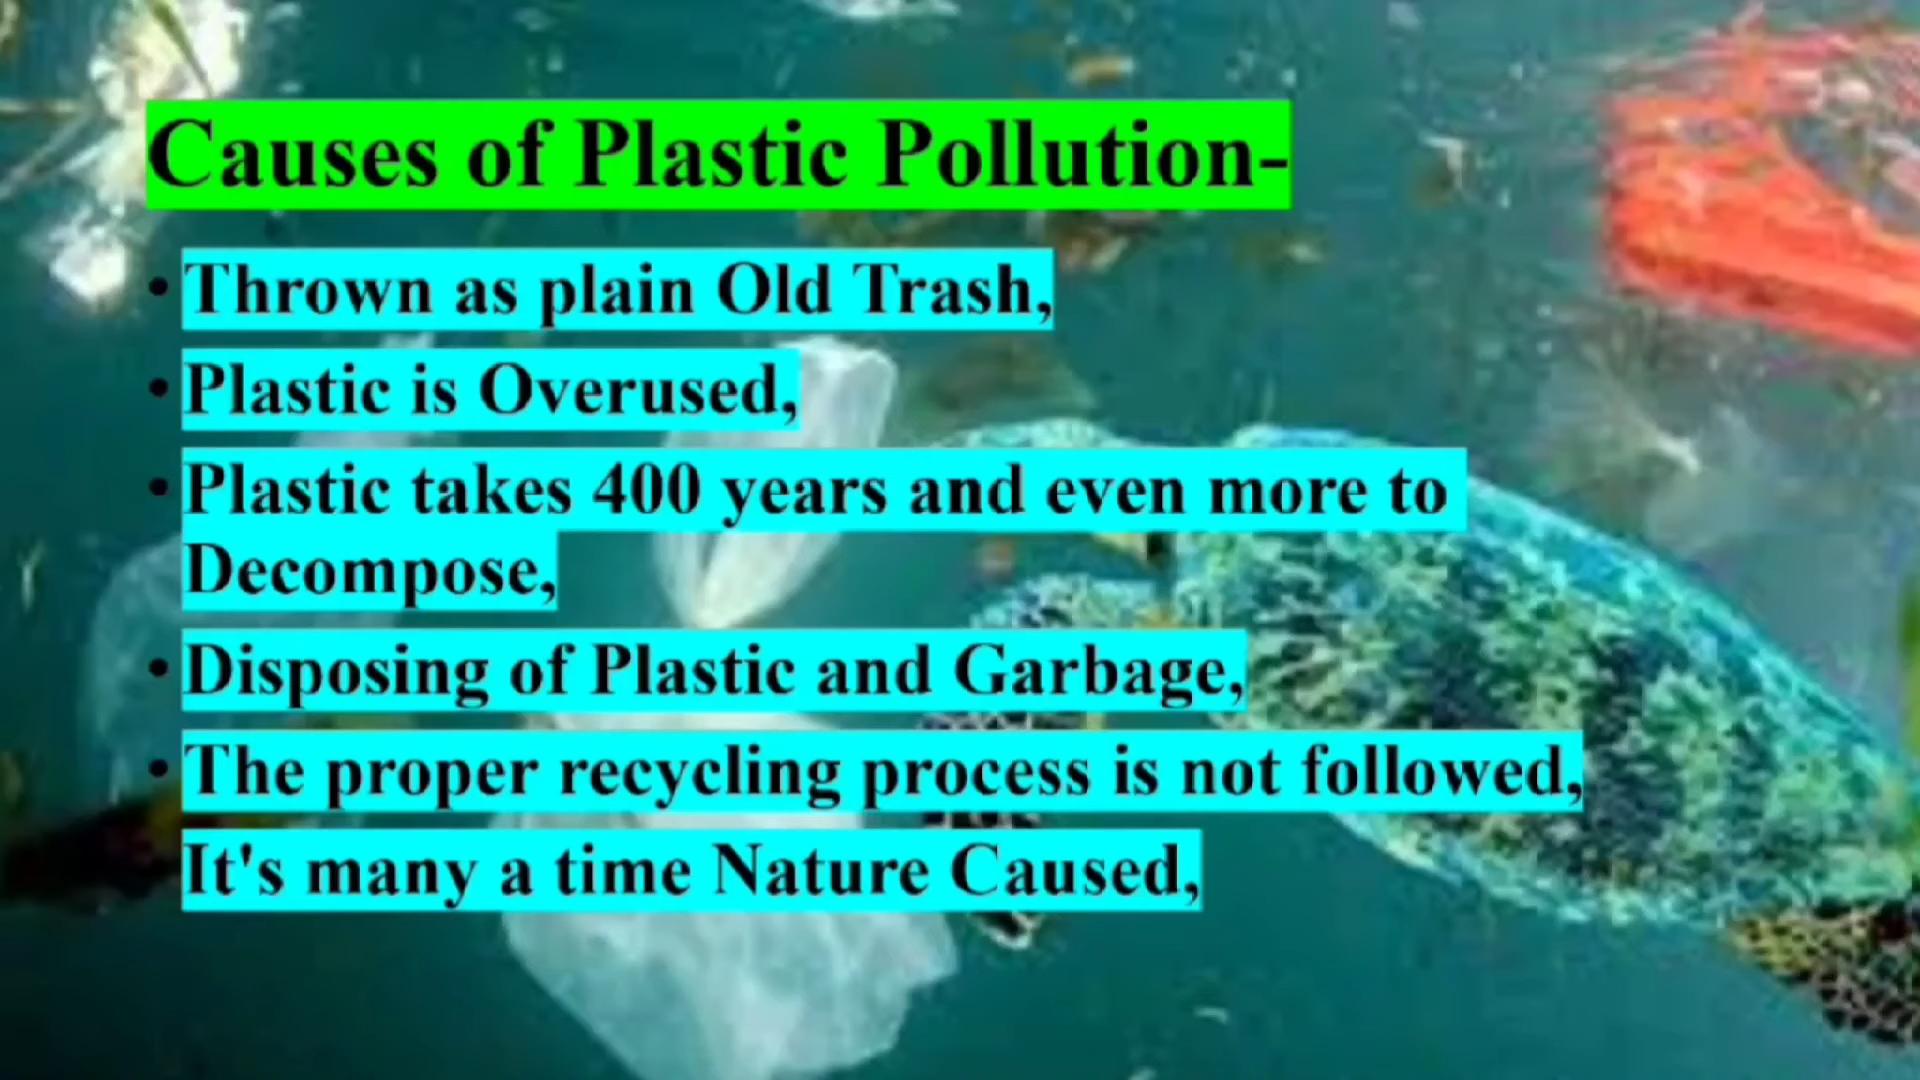 Causes of Plastic Pollution-
• Thrown as plain Old Trash,
• Plastic is Overused,
• Plastic takes 400 years and even more to
Decompose,
• Disposing of Plastic and Garbage,
• The proper recycling process is not followed,
It's many a time Nature Caused,